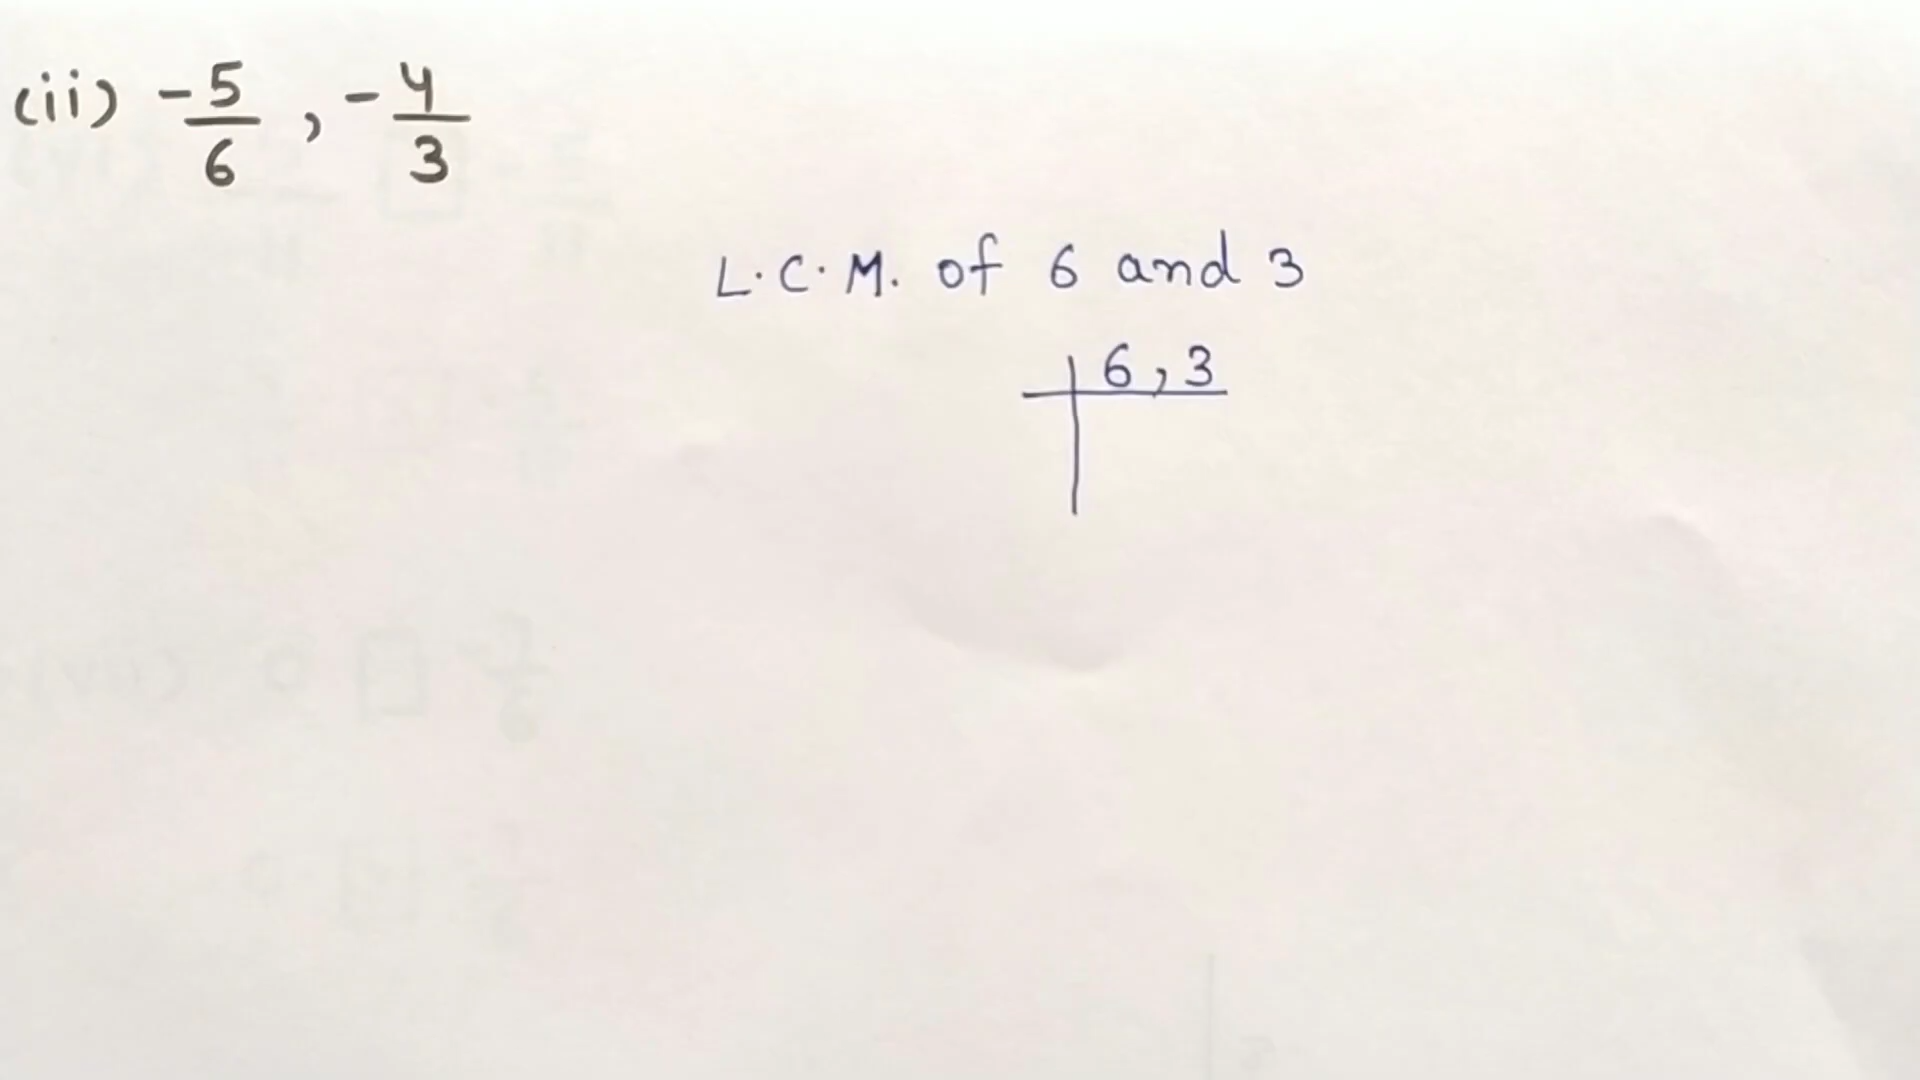 (ii) -5/6 , -4/3
L.C.M. of 6 and 3
6, 3